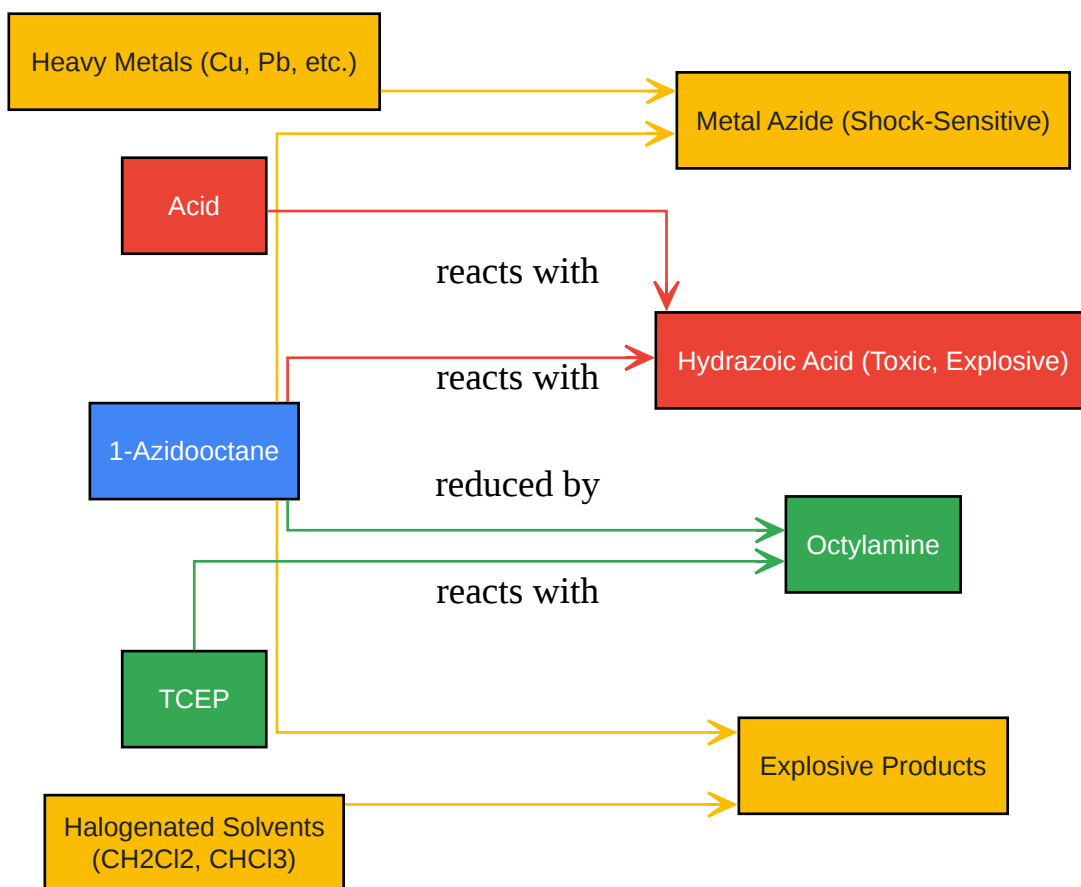 Heavy Metals (Cu, Pb, etc.)
Metal Azide (Shock-Sensitive)
Acid
reacts with
Hydrazoic Acid (Toxic, Explosive)
reacts with
1-Azidooctane
reduced by
Octylamine
reacts with
TCEP
Explosive Products
Halogenated Solvents
(CH2Cl2, CHCl3)